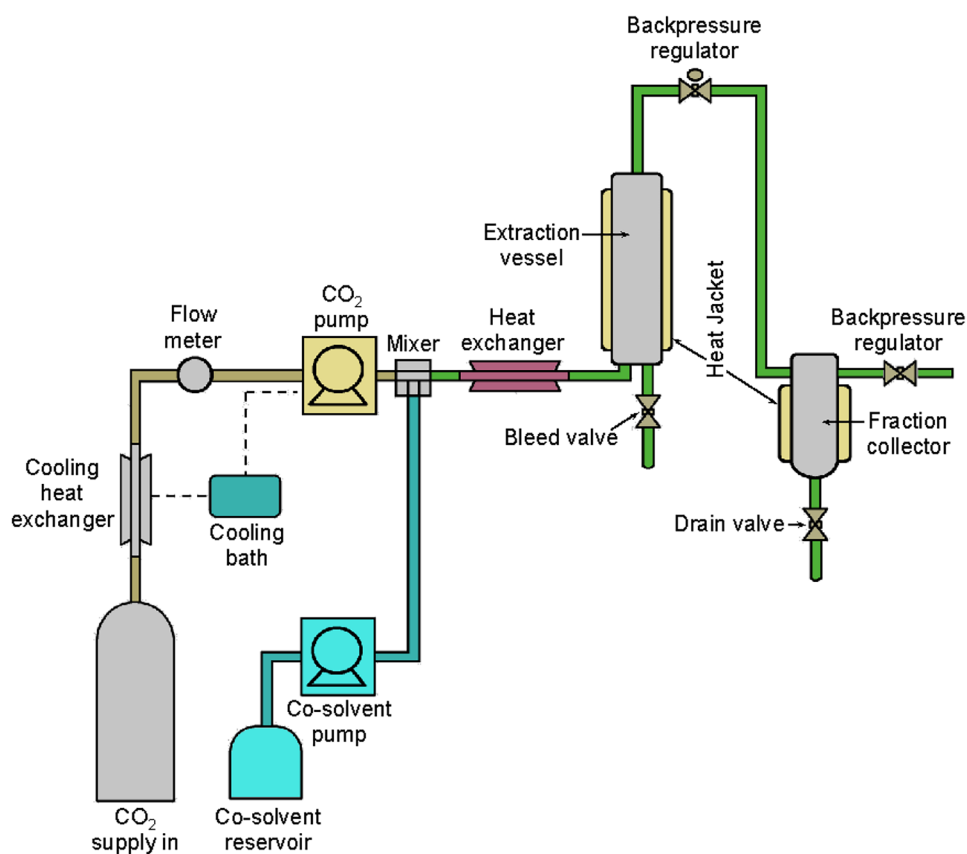 Backpressure
regulator
Extraction
vessel
CO₂
pump
Flow
meter
Mixer
Heat
exchanger
Heat Jacket
Backpressure
regulator
Bleed valve
Fraction
collector
Cooling
heat
exchanger
Cooling
bath
Drain valve
Co-solvent
pump
CO₂
supply in
Co-solvent
reservoir